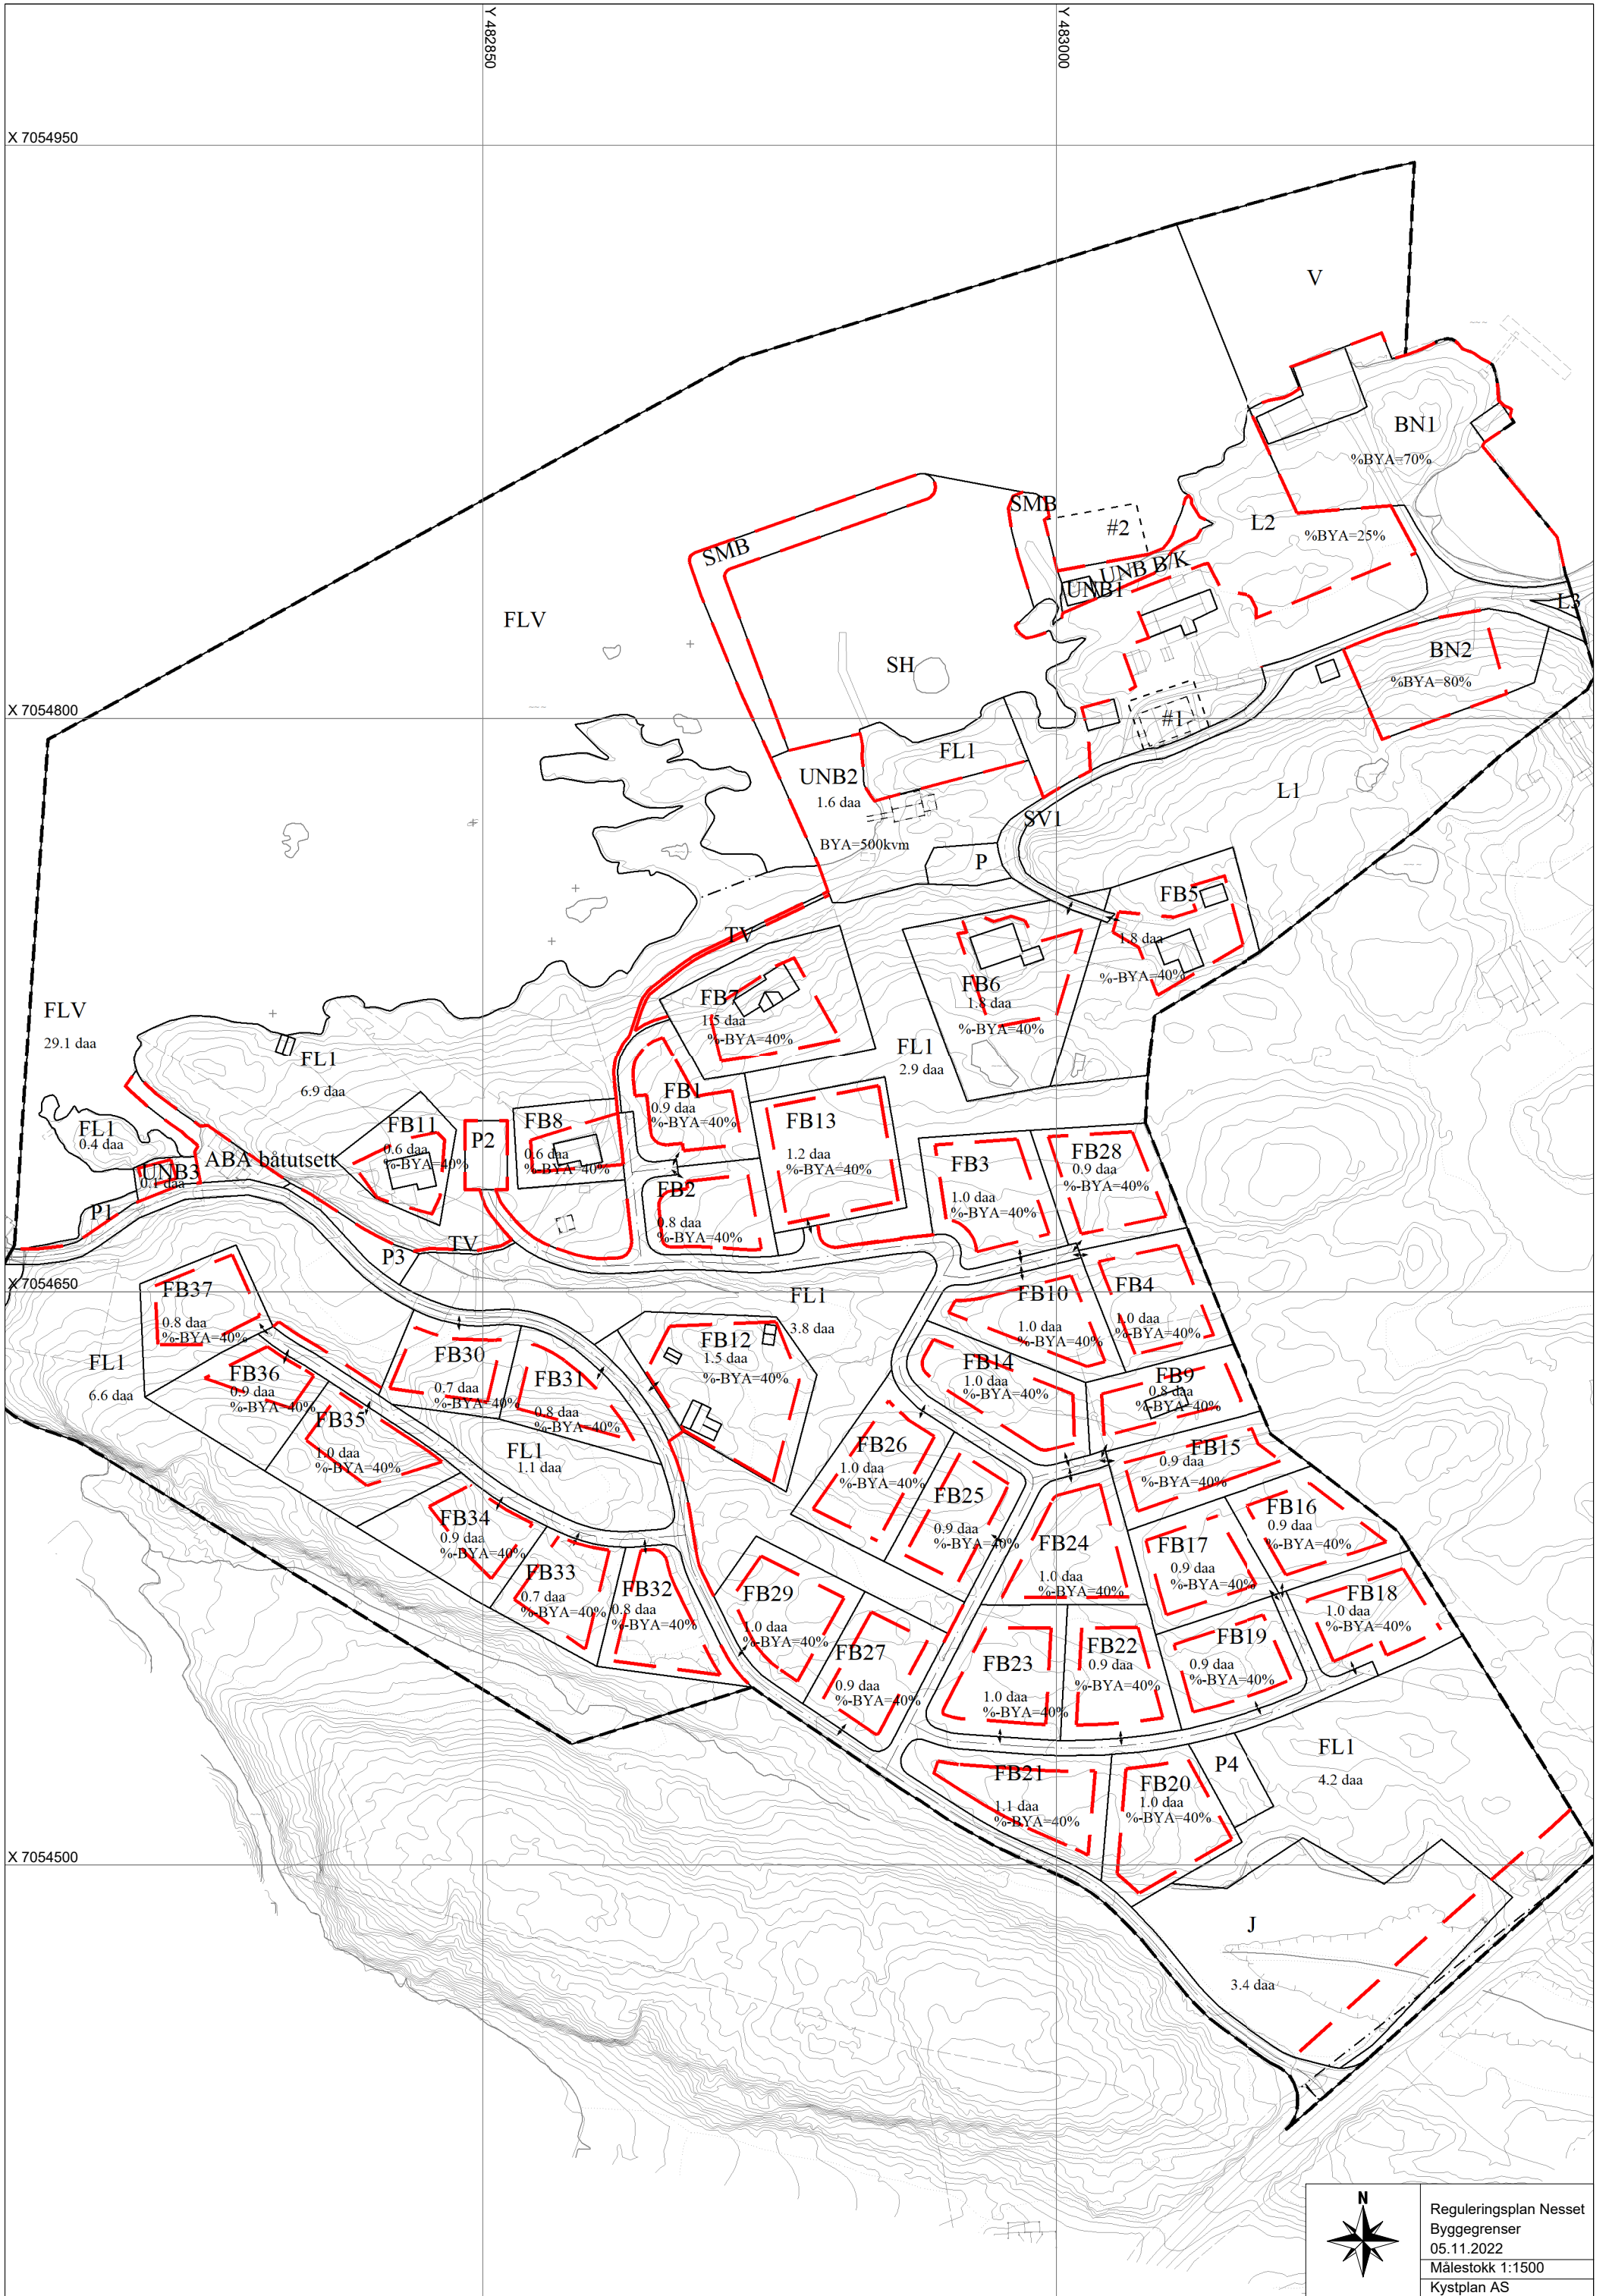 Y 482850
Y 483000
X 7054950
V
BN1
%BYA=70%
SMB
#2
L2
%BYA=25%
SMB
UNB B/K
UNB1
L3
FLV
SH
BN2
%BYA=80%
X 7054800
#1
FL1
UNB2
1.6 daa
L1
SV1
BYA=500kvm
P
FB5
1.8 daa
%-BYA=40%
TV
FB6
1.8 daa
%-BYA=40%
FB7
1.5 daa
%-BYA=40%
FLV
29.1 daa
FL1
6.9 daa
FL1
2.9 daa
FB1
0.9 daa
%-BYA=40%
FB13
1.2 daa
%-BYA=40%
FB8
0.6 daa
%-BYA=40%
P2
FB11
0.6 daa
%-BYA=40%
FL1
0.4 daa
UNB3
0.1 daa
ABA båtutsett
P1
FB2
0.8 daa
%-BYA=40%
FB3
1.0 daa
%-BYA=40%
FB28
0.9 daa
%-BYA=40%
TV
P3
X 7054650
FB37
0.8 daa
%-BYA=40%
FL1
3.8 daa
FB10
1.0 daa
%-BYA=40%
FB4
1.0 daa
%-BYA=40%
FL1
6.6 daa
FB36
0.9 daa
%-BYA=40%
FB30
0.7 daa
%-BYA=40%
FB31
0.8 daa
%-BYA=40%
FB12
1.5 daa
%-BYA=40%
FB14
1.0 daa
%-BYA=40%
FB9
0.8 daa
%-BYA=40%
FB35
1.0 daa
%-BYA=40%
FL1
1.1 daa
FB26
1.0 daa
%-BYA=40%
FB15
0.9 daa
%-BYA=40%
FB25
0.9 daa
%-BYA=40%
FB34
0.9 daa
%-BYA=40%
FB24
1.0 daa
%-BYA=40%
FB17
0.9 daa
%-BYA=40%
FB16
0.9 daa
%-BYA=40%
FB33
0.7 daa
%-BYA=40%
FB32
0.8 daa
%-BYA=40%
FB29
1.0 daa
%-BYA=40%
FB18
1.0 daa
%-BYA=40%
FB27
0.9 daa
%-BYA=40%
FB23
1.0 daa
%-BYA=40%
FB22
0.9 daa
%-BYA=40%
FB19
0.9 daa
%-BYA=40%
FB21
1.1 daa
%-BYA=40%
FB20
1.0 daa
%-BYA=40%
P4
FL1
4.2 daa
X 7054500
J
3.4 daa
N
Reguleringsplan Nesset
Byggegrenser
05.11.2022
Målestokk 1:1500
Kystplan AS